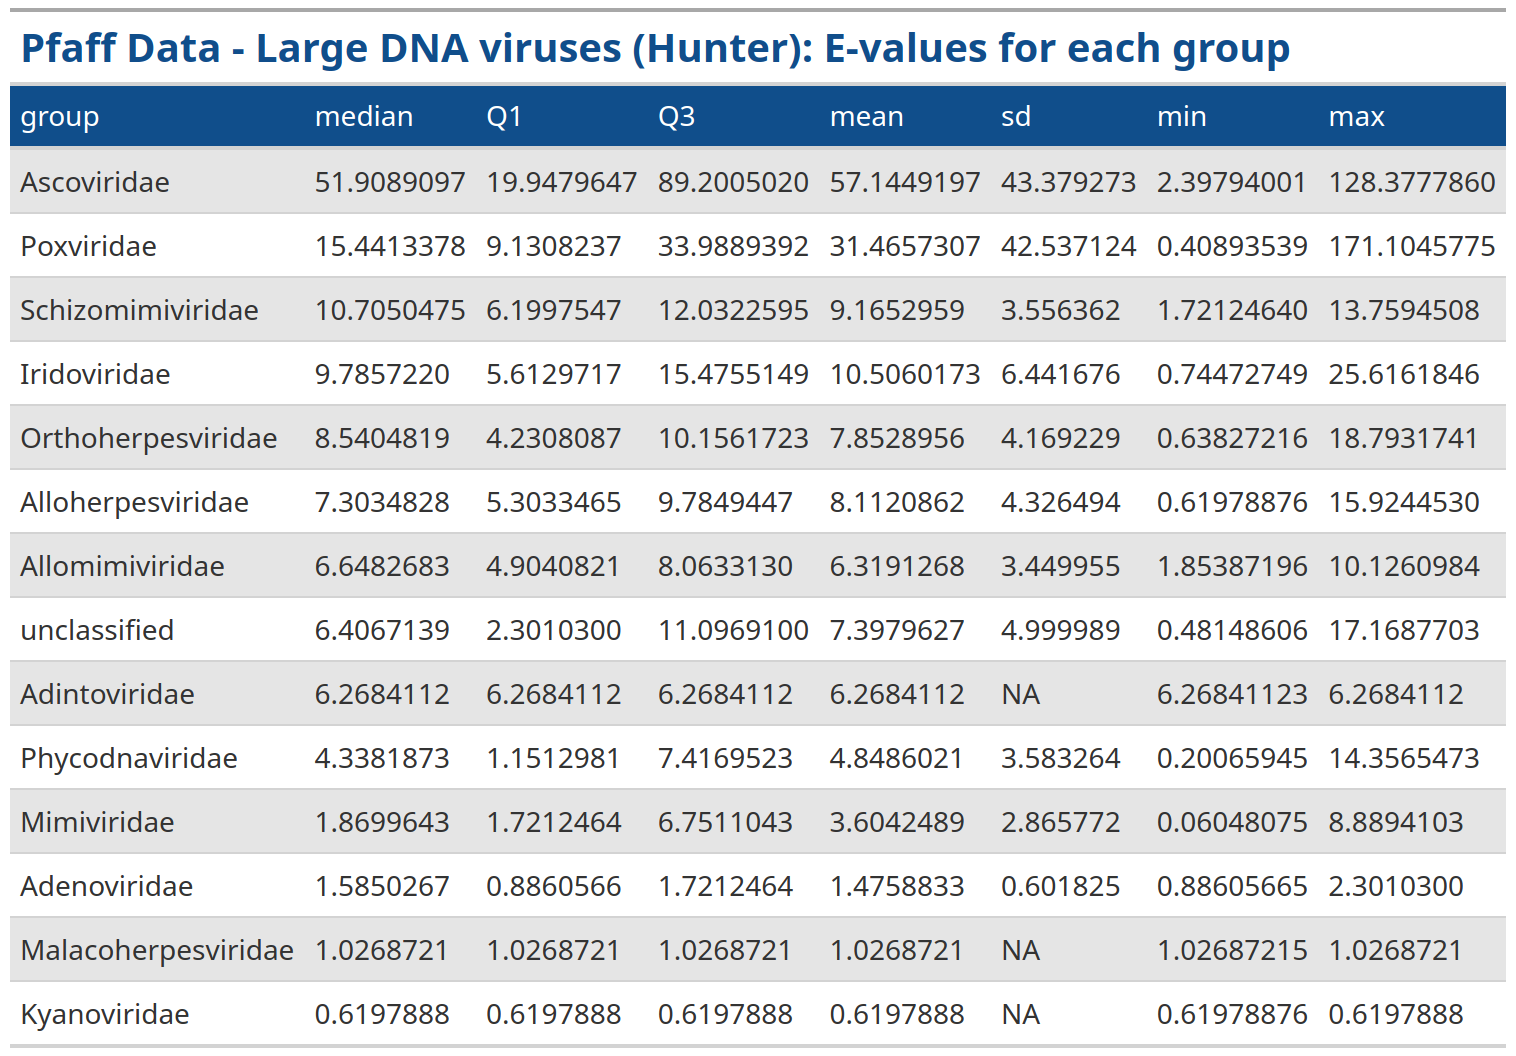 Pfaff Data - Large DNA viruses (Hunter): E-values for each group
group median Q1 Q3 mean sd min max
Ascoviridae 51.9089097 19.9479647 89.2005020 57.1449197 43.379273 2.39794001 128.3777860
Poxviridae 15.4413378 9.1308237 33.9889392 31.4657307 42.537124 0.40893539 171.1045775
Schizomimiviridae 10.7050475 6.1997547 12.0322595 9.1652959 3.556362 1.72124640 13.7594508
Iridoviridae 9.7857220 5.6129717 15.4755149 10.5060173 6.441676 0.74472749 25.6161846
Orthoherpesviridae 8.5404819 4.2308087 10.1561723 7.8528956 4.169229 0.63827216 18.7931741
Alloherpesviridae 7.3034828 5.3033465 9.7849447 8.1120862 4.326494 0.61978876 15.9244530
Allomimiviridae 6.6482683 4.9040821 8.0633130 6.3191268 3.449955 1.85387196 10.1260984
unclassified 6.4067139 2.3010300 11.0969100 7.3979627 4.999989 0.48148606 17.1687703
Adintoviridae 6.2684112 6.2684112 6.2684112 6.2684112 NA 6.26841123 6.2684112
Phycodnaviridae 4.3381873 1.1512981 7.4169523 4.8486021 3.583264 0.20065945 14.3565473
Mimiviridae 1.8699643 1.7212464 6.7511043 3.6042489 2.865772 0.06048075 8.8894103
Adenoviridae 1.5850267 0.8860566 1.7212464 1.4758833 0.601825 0.88605665 2.3010300
Malacoherpesviridae 1.0268721 1.0268721 1.0268721 1.0268721 NA 1.02687215 1.0268721
Kyanoviridae 0.6197888 0.6197888 0.6197888 0.6197888 NA 0.61978876 0.6197888